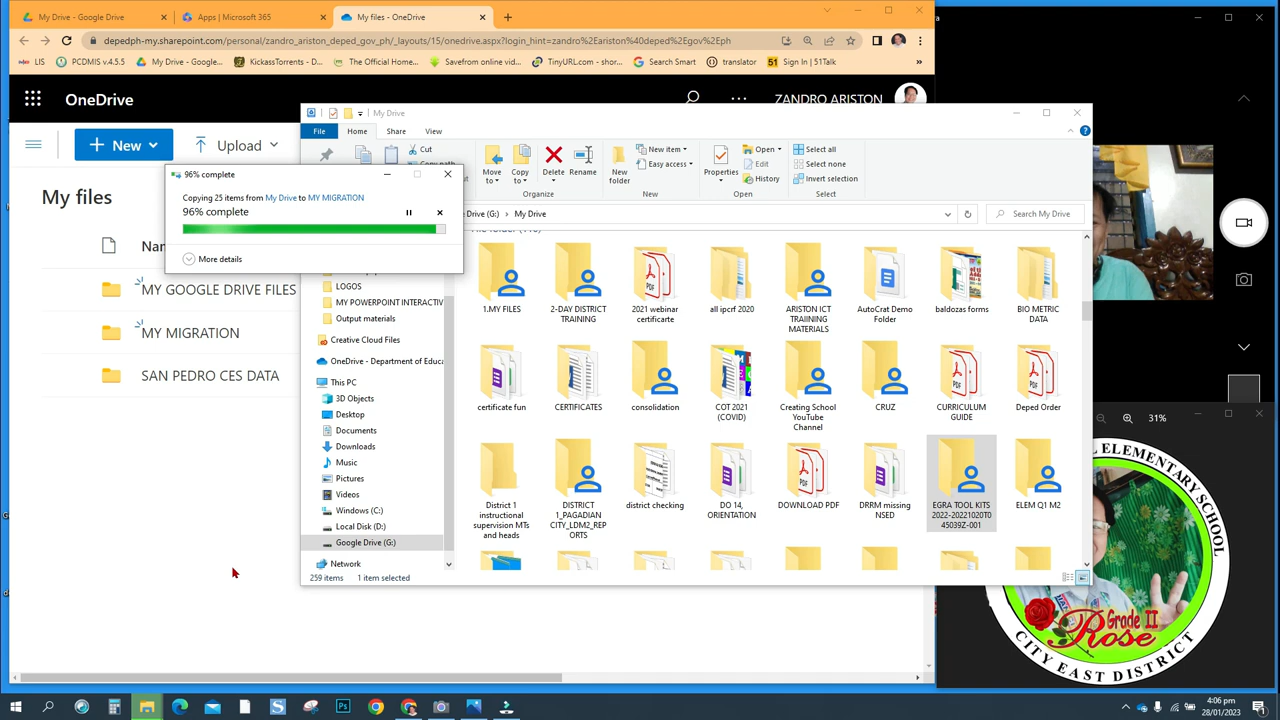 My Drive - Google Drive
Apps | Microsoft 365
My files - OneDrive
depedph-my.sharepoint.com/personal/zandro_ariston_deped_gov_ph/_layouts/15/onedrive.aspx?login_hint=zandro%2Eariston%40deped%2Egov%2Eph
LIS
PCDMIS v.4.5.5
My Drive - Google...
KickassTorrents - D...
The Official Home...
Savefrom online vid...
TinyURL.com - shor...
Search Smart
translator
51 Sign In | 51Talk
OneDrive
ZANDRO ARISTON
My Drive
File
Home
Share
View
New
Upload
Cut
Copy path
Move to
Copy to
Delete
Rename
New folder
New item
Easy access
Properties
Open
Edit
History
Select all
Select none
Invert selection
Organize
New
Open
Select
My files
96% complete
Copying 25 items from My Drive to MY MIGRATION
96% complete
More details
Drive (G:)
My Drive
Search My Drive
MY GOOGLE DRIVE FILES
MY MIGRATION
SAN PEDRO CES DATA
LOGOS
MY POWERPOINT INTERACTIV
Output materials
Creative Cloud Files
OneDrive - Department of Educa
This PC
3D Objects
Desktop
Documents
Downloads
Music
Pictures
Videos
Windows (C:)
Local Disk (D:)
Google Drive (G:)
Network
1.MY FILES
2-DAY DISTRICT TRAINING
2021 webinar certificarte
all ipcrf 2020
ARISTON ICT TRAIINING MATERIALS
AutoCrat Demo Folder
baldozas forms
BIO METRIC DATA
certificate fun
CERTIFICATES
consolidation
COT 2021 (COVID)
Creating School YouTube Channel
CRUZ
CURRICULUM GUIDE
Deped Order
District 1 instructional supervision MTs and heads
DISTRICT 1_PAGADIAN CITY_LDM2_REPORTS
district checking
DO 14, ORIENTATION
DOWNLOAD PDF
DRRM missing NSED
EGRA TOOL KITS 2022-20221020T045039Z-001
ELEM Q1 M2
259 items
1 item selected
31%
ELEMENTARY SCHOOL
Grade II
Rose
CITY EAST DISTRICT
4:06 pm
28/01/2023